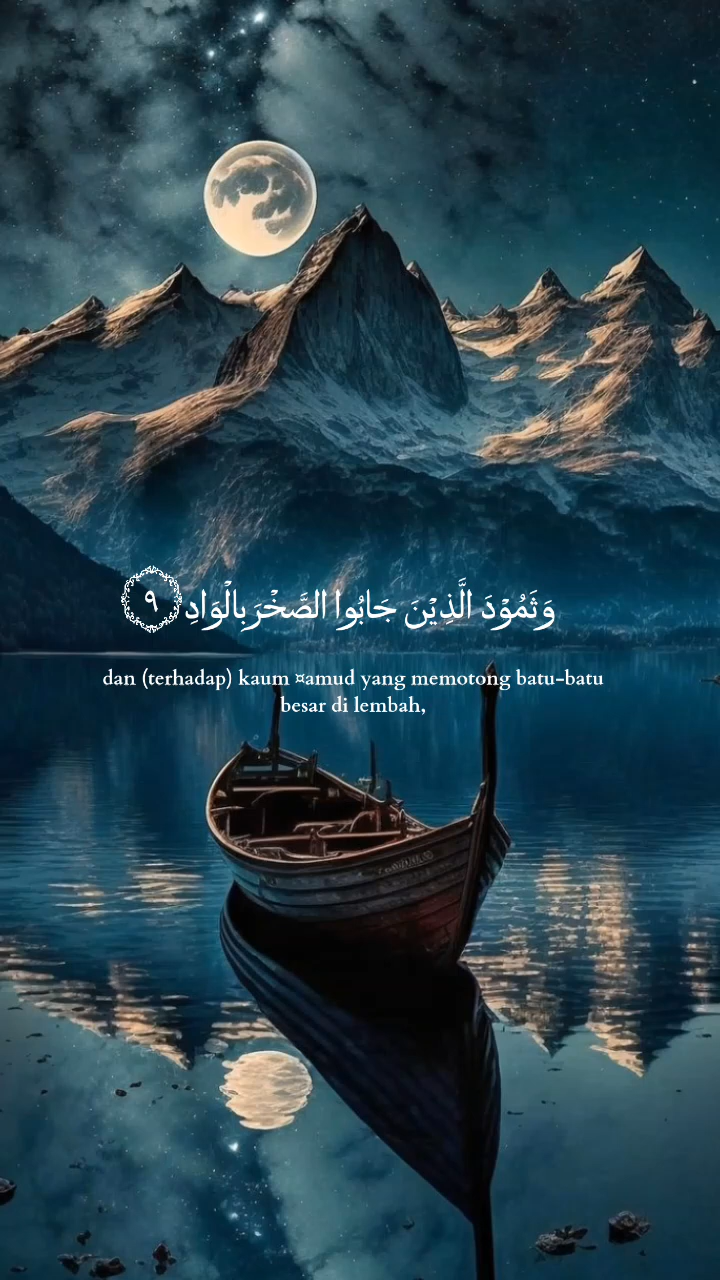 وَثَمُوْدَ الَّذِيْنَ جَابُوا الصَّخْرَ بِالْوَادِ ٩
dan (terhadap) kaum ¤amud yang memotong batu-batu
besar di lembah,